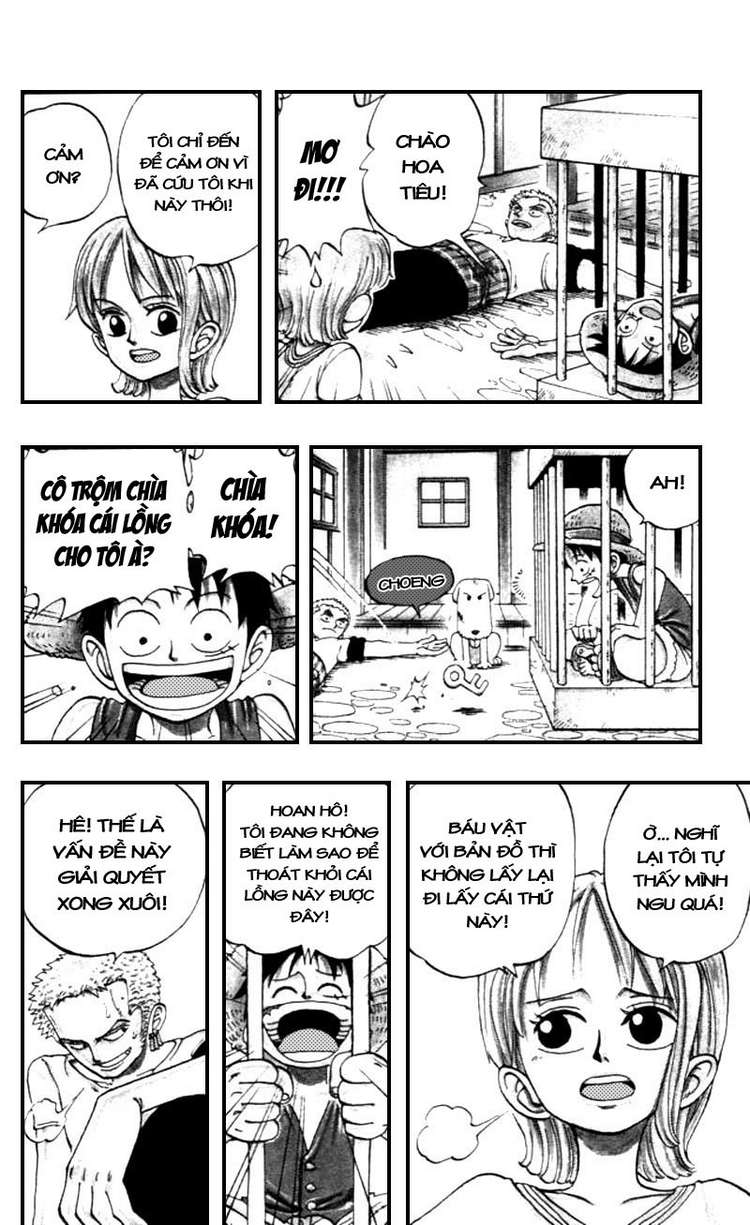 CHÀO
HOA
TIÊU!
MƠ
ĐI!!!
TÔI CHỈ ĐẾN
ĐỂ CẢM ƠN VÌ
ĐÃ CỨU TÔI KHI
NÀY THÔI!
CẢM
ƠN?
AH!
CHOENG
CHÌA
KHÓA!
CÔ TRỘM CHÌA
KHÓA CÁI LỒNG
CHO TÔI À?
Ờ... NGHĨ
LẠI TÔI TỰ
THẤY MÌNH
NGU QUÁ!
BÁU VẬT
VỚI BẢN ĐỒ THÌ
KHÔNG LẤY LẠI
ĐI LẤY CÁI THỨ
NÀY!
HOAN HÔ!
TÔI ĐANG KHÔNG
BIẾT LÀM SAO ĐỂ
THOÁT KHỎI CÁI
LỒNG NÀY ĐƯỢC
ĐÂY!
HÊ! THẾ LÀ
VẤN ĐỀ NÀY
GIẢI QUYẾT
XONG XUÔI!